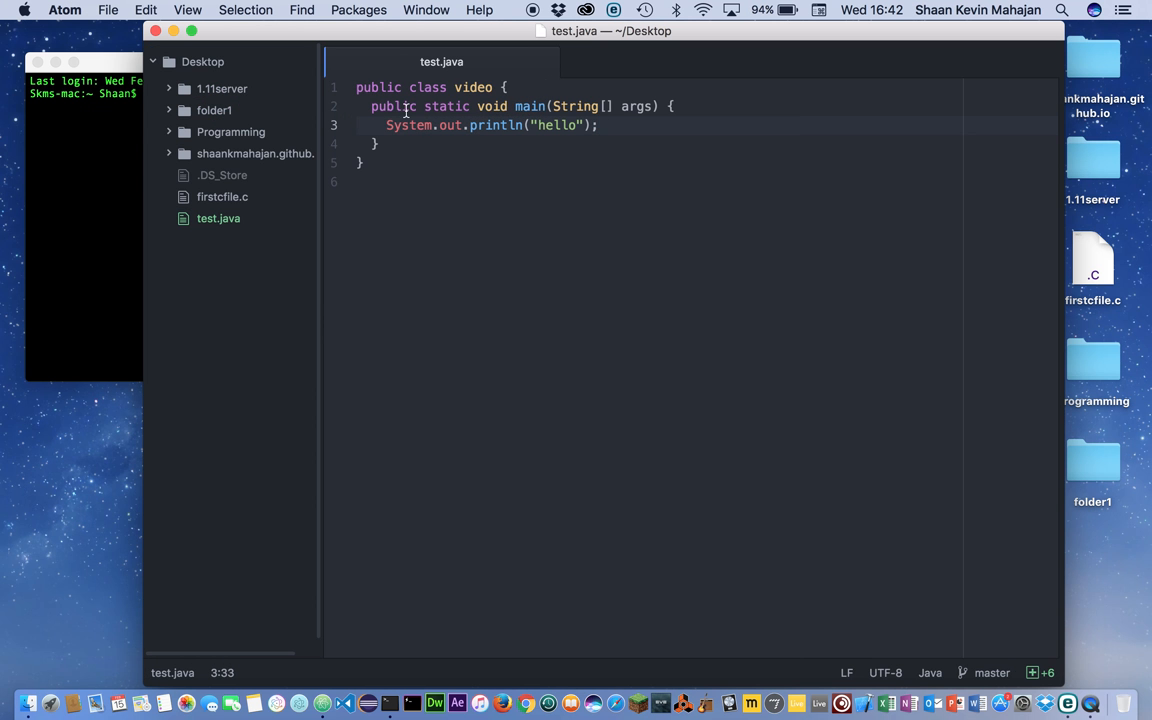 Atom File Edit View Selection Find Packages Window Help 94% Wed 16:42 Shaan Kevin Mahajan
test.java — ~/Desktop
Last login: Wed Fe
Skms-mac:~ Shaan$
Desktop
1.11server
folder1
Programming
shaankmahajan.github.
.DS_Store
firstcfile.c
test.java
test.java
1 public class video {
2 public static void main(String[] args) {
3 System.out.println("hello");
4 }
5 }
6
ankmahajan.git
hub.io
1.11server
.C
firstcfile.c
rogramming
folder1
test.java 3:33 LF UTF-8 Java master +6